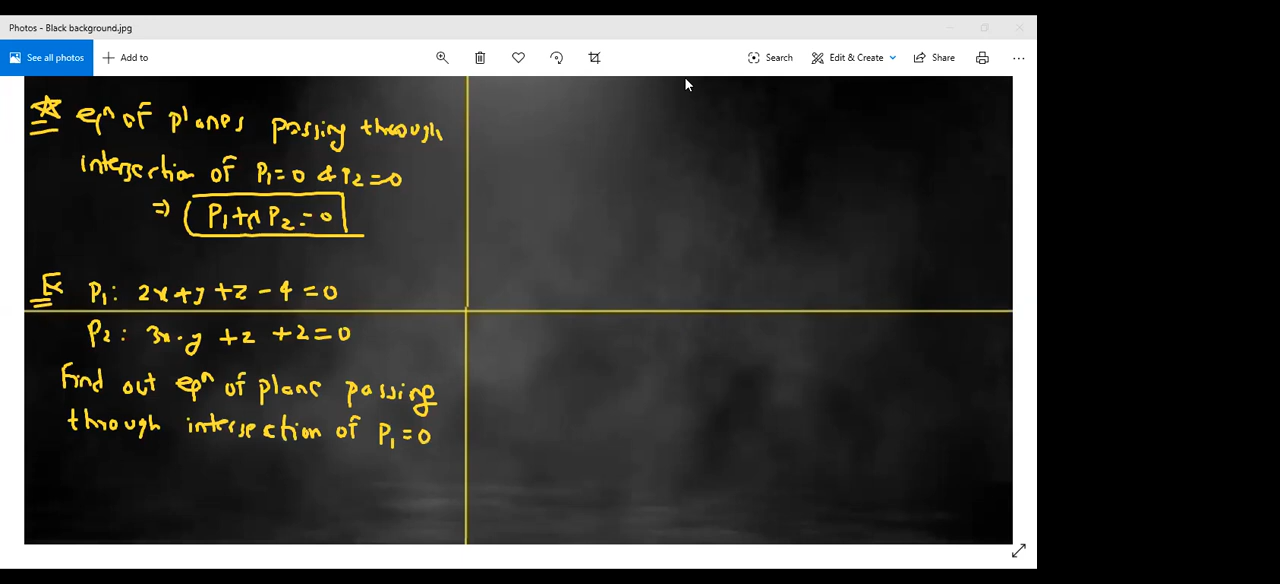 Photos - Black background.jpg
See all photos
Add to
Search
Edit & Create
Share
eqⁿ of planes passing through
intersection of P₁=0 & P₂=0
⇒ P₁+λP₂=0
Ex P₁: 2x+y+z-4=0
P₂: 3x-y+z+2=0
Find out eqⁿ of plane passing
through intersection of P₁=0